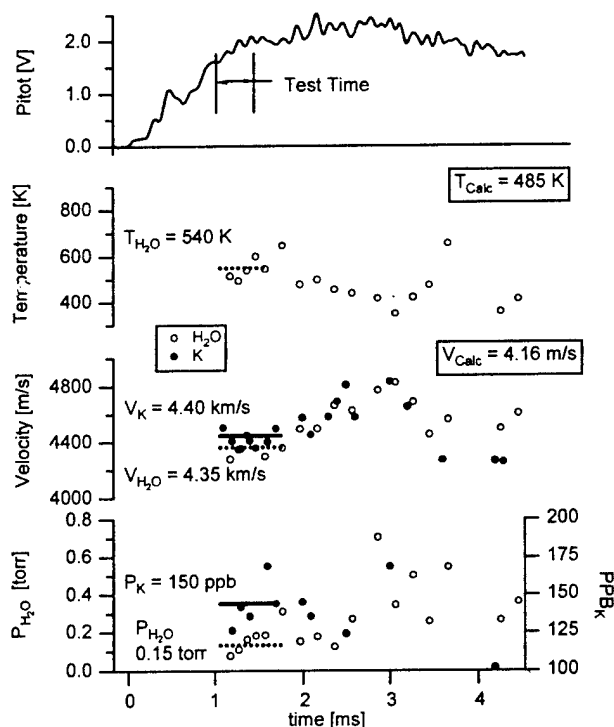 Pitot [V]
2.0
1.0
0.0
Test Time
Temperature [K]
800
600
400
T_Calc = 485 K
T_H₂O = 540 K
H₂O
K
Velocity [m/s]
4800
4400
4000
V_Calc = 4.16 m/s
V_K = 4.40 km/s
V_H₂O = 4.35 km/s
P_H₂O [torr]
0.8
0.6
0.4
0.2
0.0
P_K = 150 ppb
P_H₂O
0.15 torr
200
175
150
125
100
PPB_K
0 1 2 3 4
time [ms]